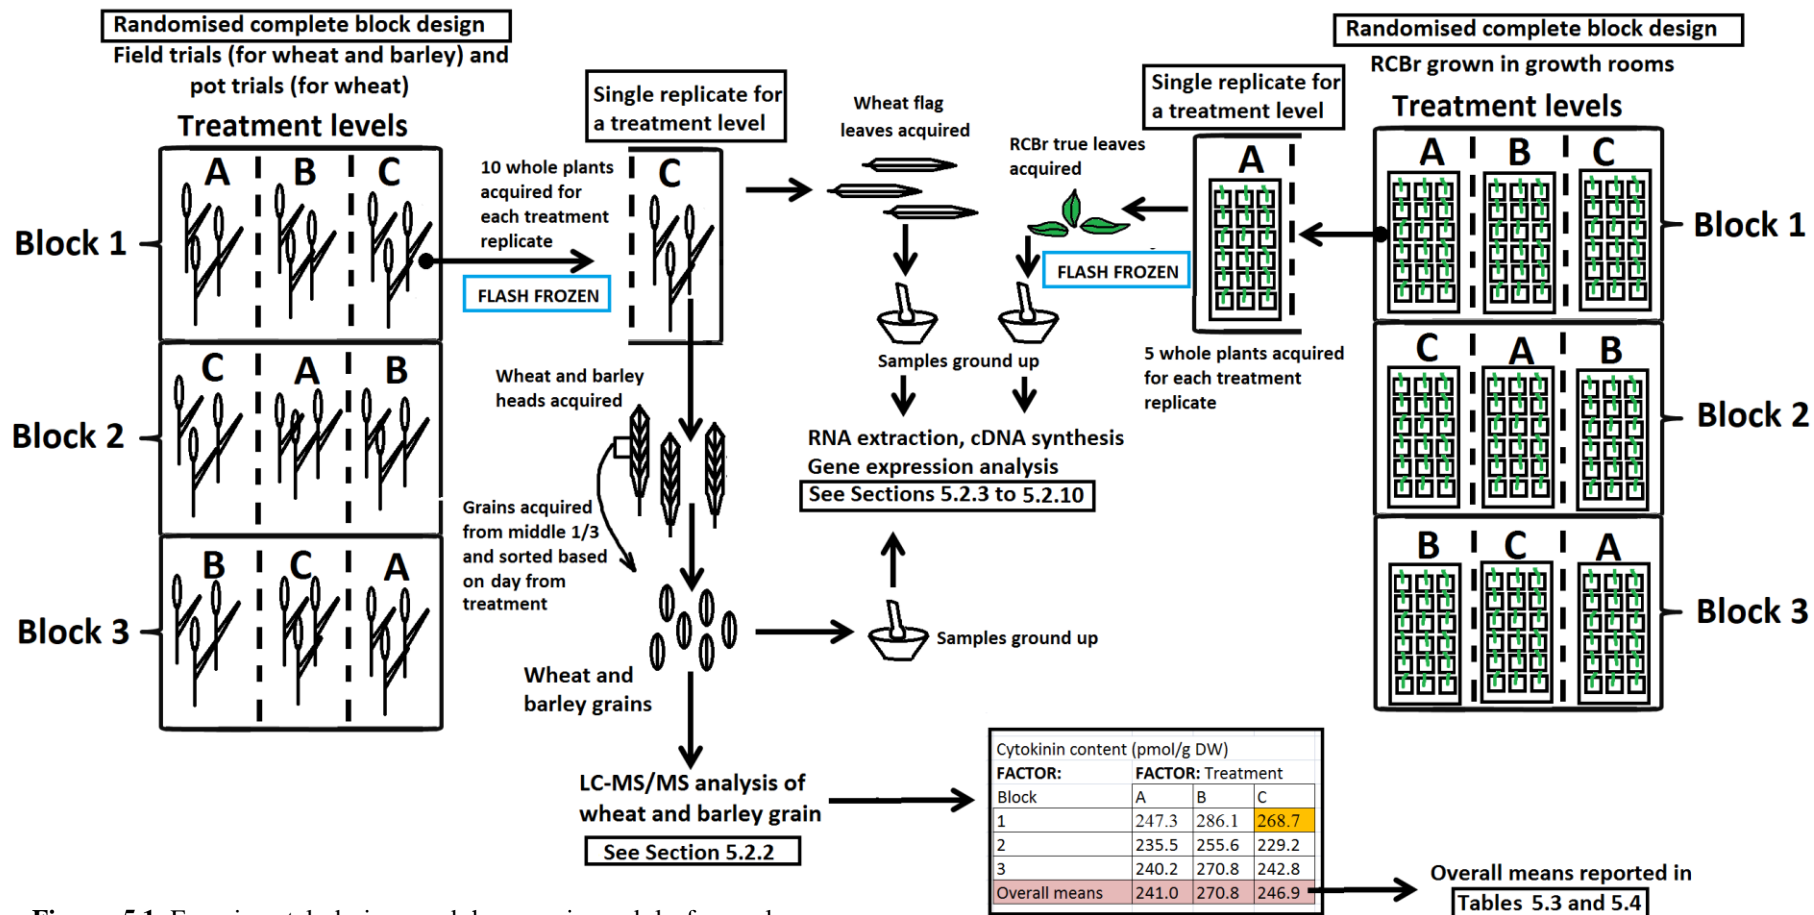 Randomised complete block design
Field trials (for wheat and barley) and
pot trials (for wheat)
Treatment levels
A B C
Block 1
C A B
Block 2
B C A
Block 3
10 whole plants
acquired for
each treatment
replicate
FLASH FROZEN
Single replicate for
a treatment level
C
Wheat and barley
heads acquired
Grains acquired
from middle 1/3
and sorted based
on day from
treatment
Wheat and
barley grains
LC-MS/MS analysis of
wheat and barley grain
See Section 5.2.2
Wheat flag
leaves acquired
RCBr true leaves
acquired
FLASH FROZEN
Samples ground up
RNA extraction, cDNA synthesis
Gene expression analysis
See Sections 5.2.3 to 5.2.10
Samples ground up
Single replicate for
a treatment level
A
5 whole plants acquired
for each treatment
replicate
Randomised complete block design
RCBr grown in growth rooms
Treatment levels
A B C
Block 1
C A B
Block 2
B C A
Block 3
Cytokinin content (pmol/g DW)
FACTOR: FACTOR: Treatment
Block A B C
1 247.3 286.1 268.7
2 235.5 255.6 229.2
3 240.2 270.8 242.8
Overall means 241.0 270.8 246.9
Overall means reported in
Tables 5.3 and 5.4